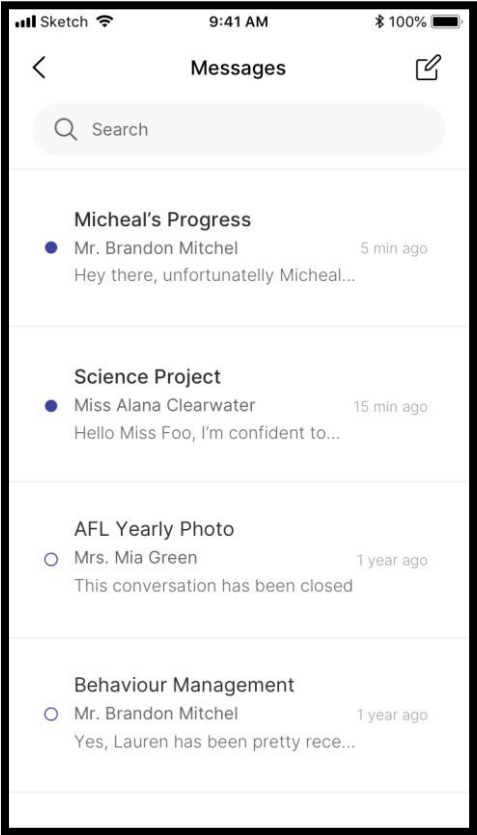 Sketch 9:41 AM 100%
Messages
Search
Micheal's Progress
Mr. Brandon Mitchel 5 min ago
Hey there, unfortunatelly Micheal...
Science Project
Miss Alana Clearwater 15 min ago
Hello Miss Foo, I'm confident to...
AFL Yearly Photo
Mrs. Mia Green 1 year ago
This conversation has been closed
Behaviour Management
Mr. Brandon Mitchel 1 year ago
Yes, Lauren has been pretty rece...